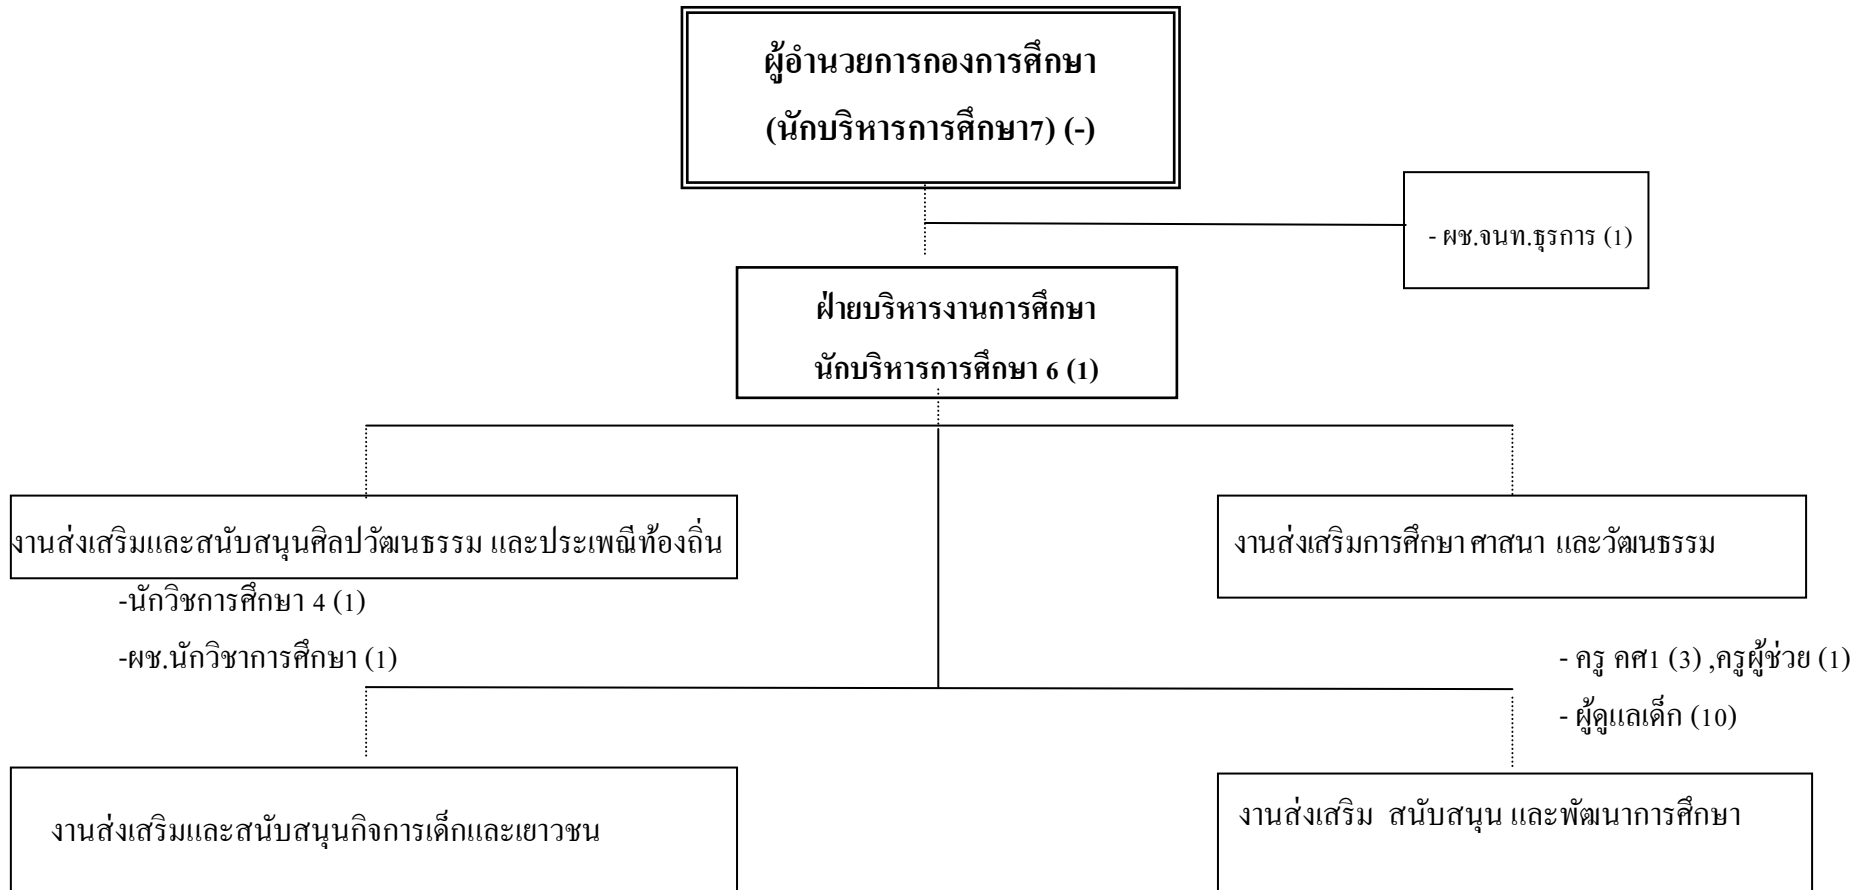 ผู้อำนวยการกองการศึกษา
(นักบริหารการศึกษา7) (-)
- ผช.จนท.ธุรการ (1)
ฝ่ายบริหารงานการศึกษา
นักบริหารการศึกษา 6 (1)
งานส่งเสริมและสนับสนุนศิลปวัฒนธรรม และประเพณีท้องถิ่น
งานส่งเสริมการศึกษา ศาสนา และวัฒนธรรม
-นักวิชการศึกษา 4 (1)
-ผช.นักวิชาการศึกษา (1)
- ครู คศ1 (3) ,ครูผู้ช่วย (1)
- ผู้ดูแลเด็ก (10)
งานส่งเสริมและสนับสนุนกิจการเด็กและเยาวชน
งานส่งเสริม สนับสนุน และพัฒนาการศึกษา